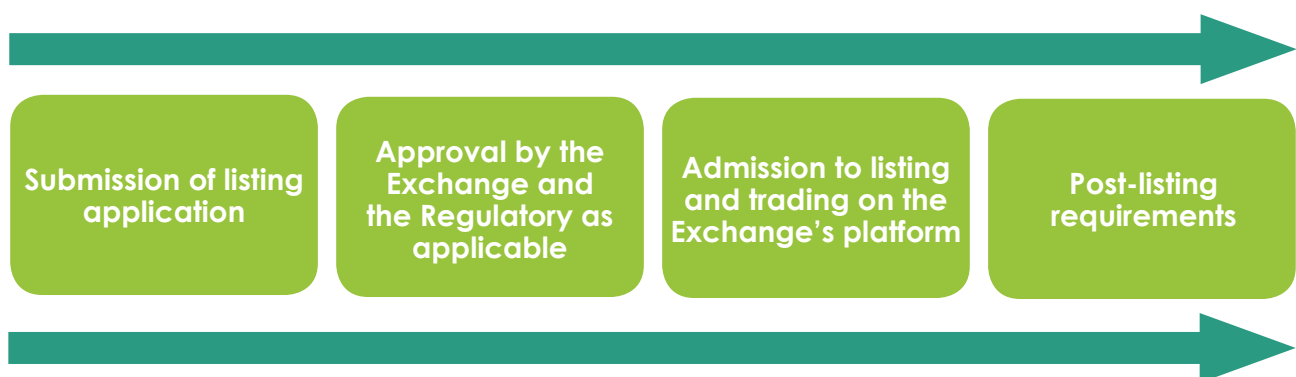 Submission of listing
application
Approval by the
Exchange and
the Regulatory as
applicable
Admission to listing
and trading on the
Exchange’s platform
Post-listing
requirements